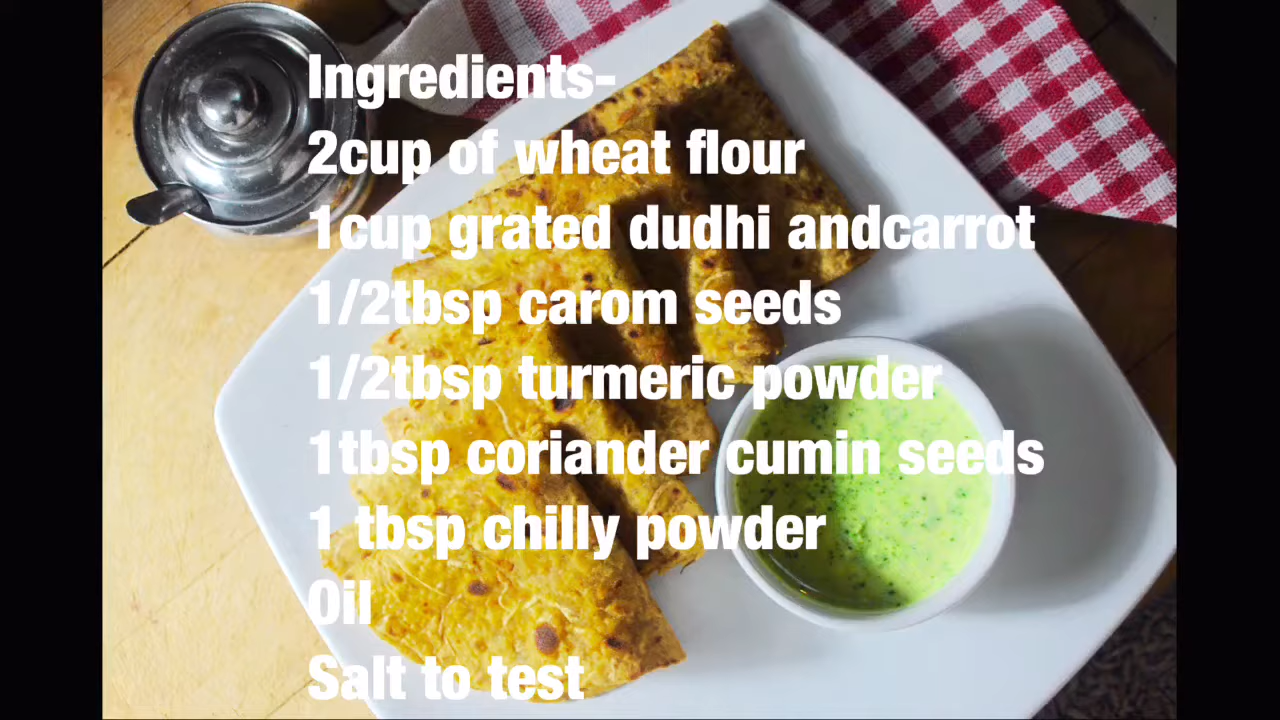 Ingredients-
2cup of wheat flour
1cup grated dudhi andcarrot
1/2tbsp carom seeds
1/2tbsp turmeric powder
1tbsp coriander cumin seeds
1 tbsp chilly powder
Oil
Salt to test